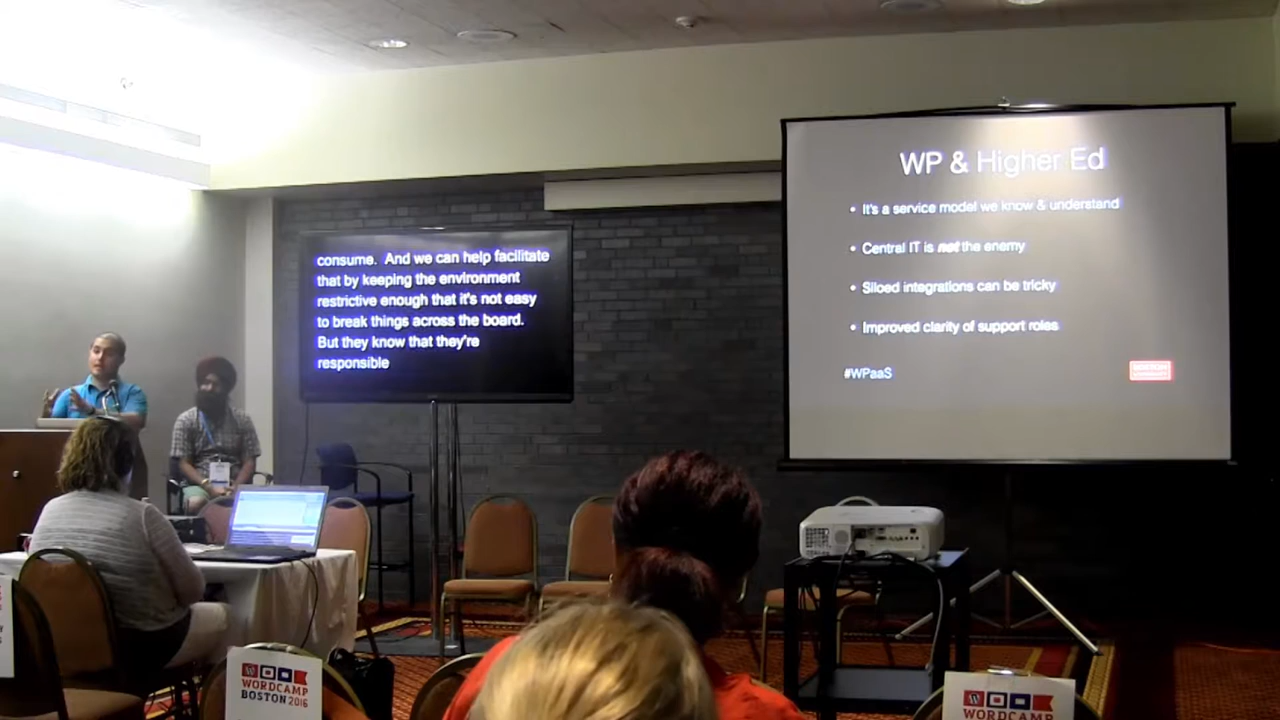 consume. And we can help facilitate
that by keeping the environment
restrictive enough that it's not easy
to break things across the board.
But they know that they're
responsible
WP & Higher Ed
• It's a service model we know & understand
• Central IT is not the enemy
• Siloed integrations can be tricky
• Improved clarity of support roles
#WPaaS
BOSTON
WORDCAMP
BOSTON 2016
WORDCAMP